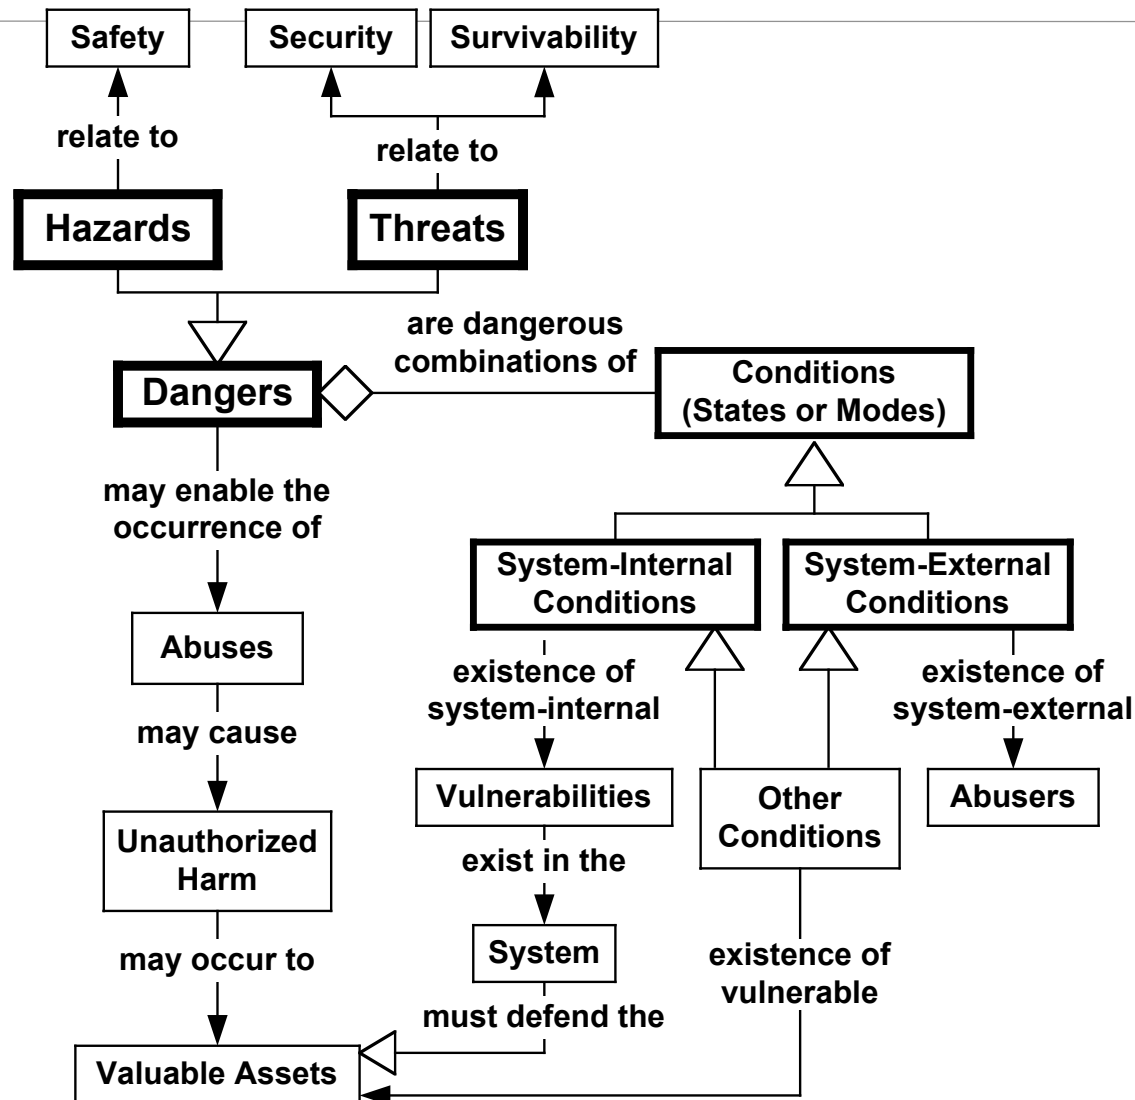 Safety
Security
Survivability
relate to
relate to
Hazards
Threats
are dangerous
combinations of
Dangers
Conditions
(States or Modes)
may enable the
occurrence of
System-Internal
Conditions
System-External
Conditions
Abuses
existence of
system-internal
existence of
system-external
may cause
Vulnerabilities
Other
Conditions
Abusers
Unauthorized
Harm
exist in the
System
may occur to
existence of
vulnerable
must defend the
Valuable Assets